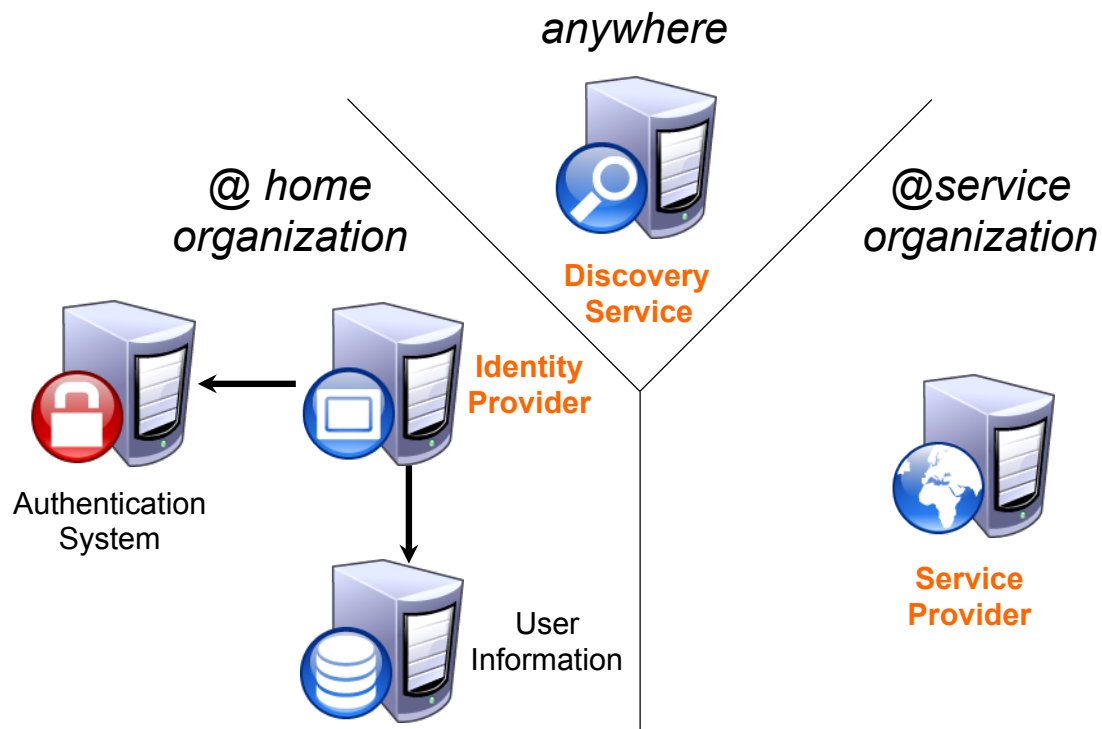 anywhere
@ home
organization
@service
organization
Discovery
Service
Identity
Provider
Authentication
System
User
Information
Service
Provider